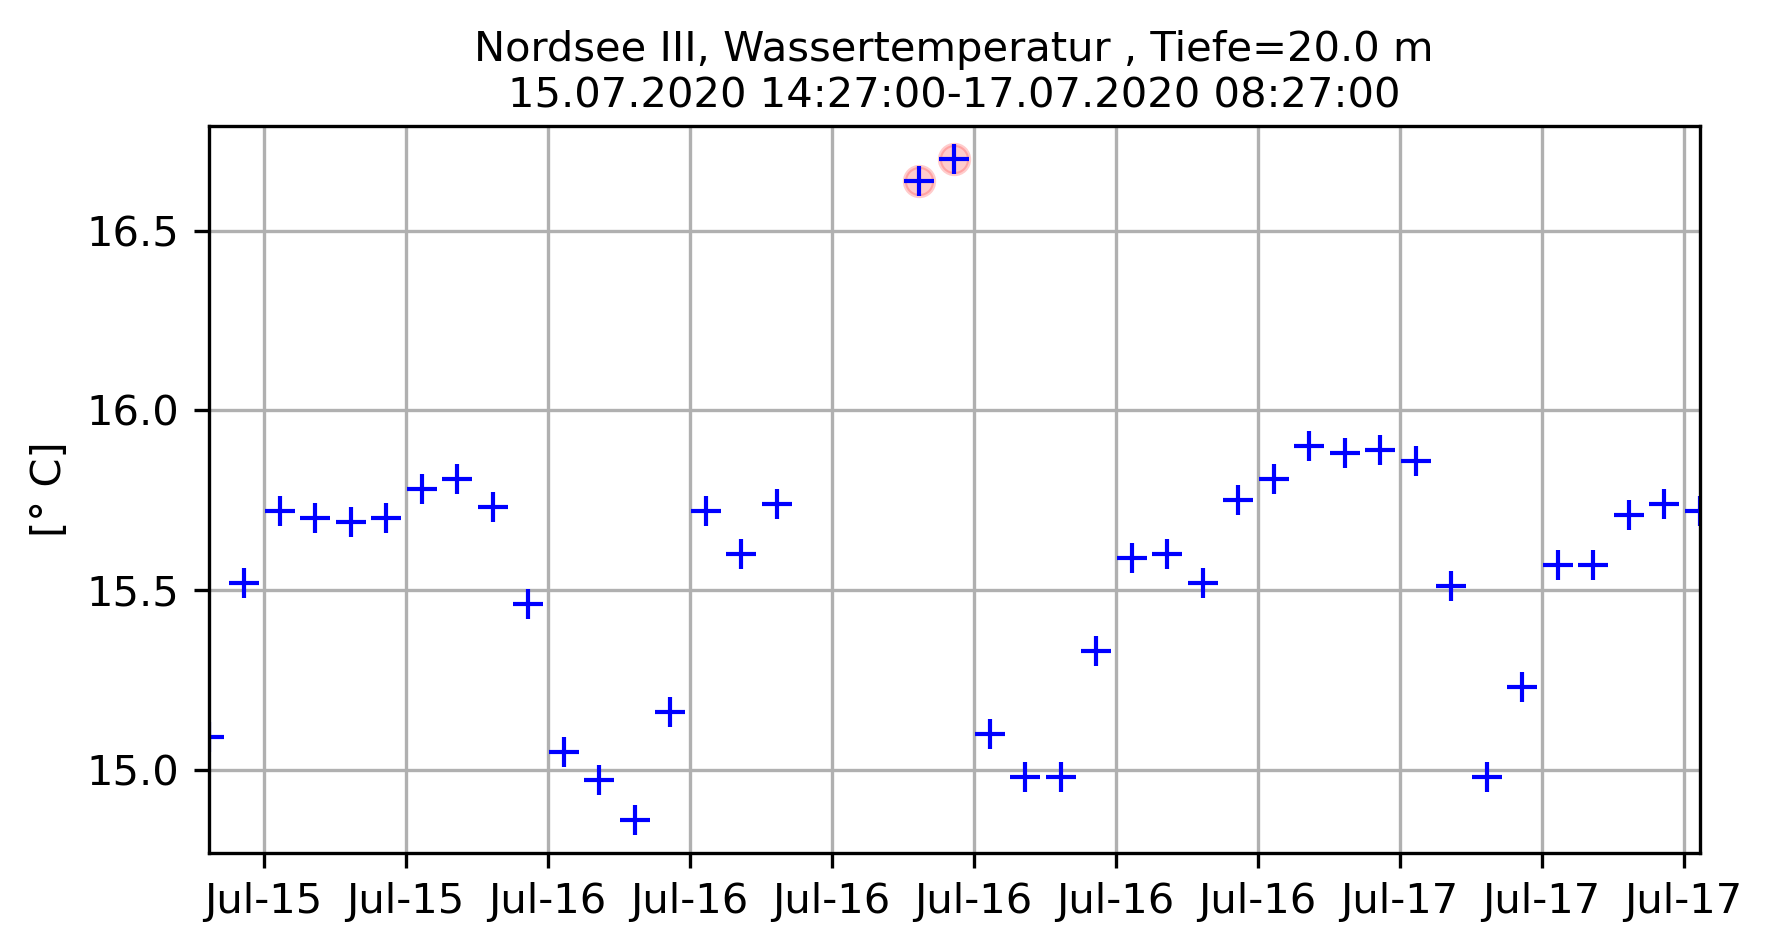 Nordsee III, Wassertemperatur , Tiefe=20.0 m
15.07.2020 14:27:00-17.07.2020 08:27:00
16.5
16.0
15.5
15.0
[° C]
Jul-15 Jul-15 Jul-16 Jul-16 Jul-16 Jul-16 Jul-16 Jul-16 Jul-17 Jul-17 Jul-17